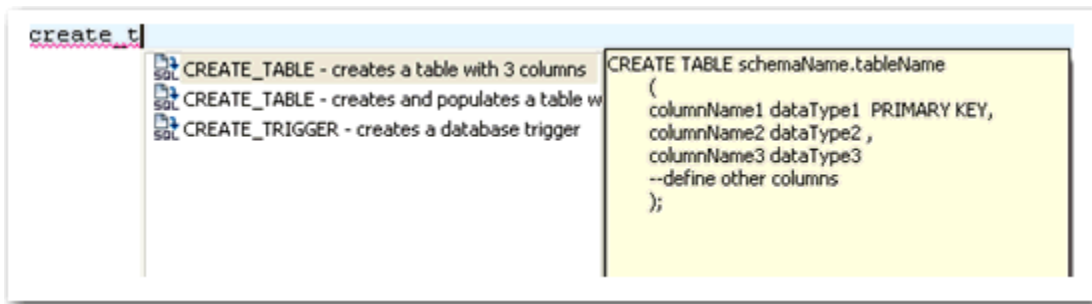 create_t
CREATE_TABLE - creates a table with 3 columns
CREATE_TABLE - creates and populates a table w
CREATE_TRIGGER - creates a database trigger
CREATE TABLE schemaName.tableName
(
columnName1 dataType1  PRIMARY KEY,
columnName2 dataType2 ,
columnName3 dataType3
--define other columns
);